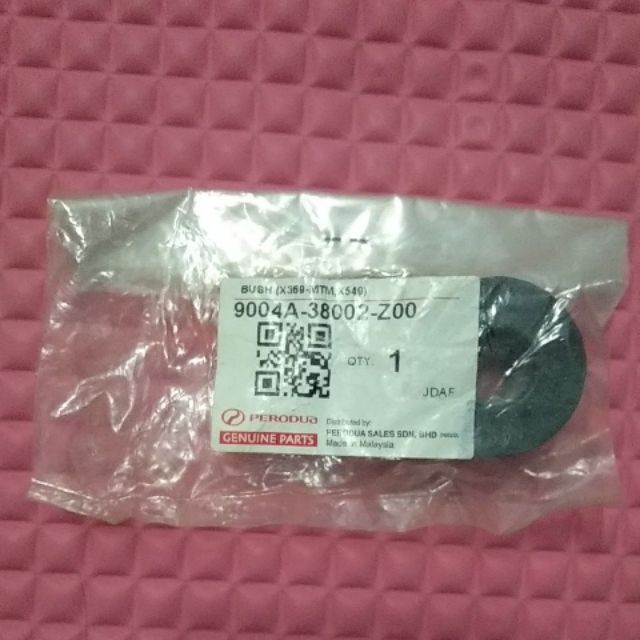 BUSH (X369-MTM,X549)
9004A-38002-Z00
QTY: 1
JDAF
PERODUA
GENUINE PARTS
Distributed by:
PERODUA SALES SDN. BHD
Made in Malaysia